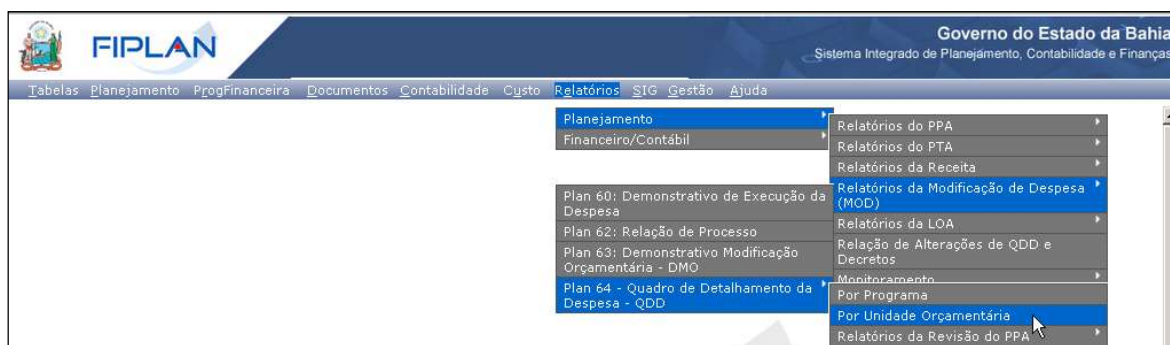 FIPLAN
Governo do Estado da Bahia
Sistema Integrado de Planejamento, Contabilidade e Finanças
Tabelas Planejamento ProgFinanceira Documentos Contabilidade Custo Relatórios SIG Gestão Ajuda
Planejamento
Financeiro/Contábil
Relatórios do PPA
Relatórios do PTA
Relatórios da Receita
Relatórios da Modificação de Despesa
(MOD)
Relatórios da LOA
Relação de Alterações de QDD e
Decretos
Monitoramento
Plan 60: Demonstrativo de Execução da
Despesa
Plan 62: Relação de Processo
Plan 63: Demonstrativo Modificação
Orçamentária - DMO
Plan 64 - Quadro de Detalhamento da
Despesa - QDD
Por Programa
Por Unidade Orçamentária
Relatórios da Revisão do PPA